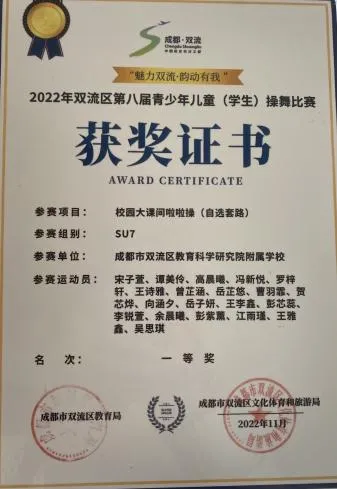 成都·双流
Chengdu Shuangliu
“魅力双流·韵动有我”
2022年双流区第八届青少年儿童（学生）操舞比赛
获奖证书
AWARD CERTIFICATE
参赛项目： 校园大课间啦啦操（自选套路）
参赛组别： SU7
参赛单位： 成都市双流区教育科学研究院附属学校
参赛运动员： 宋子萱、谭美伶、高晨曦、冯新悦、罗梓
轩、王诗雅、曾芷涵、岳芷悠、曹羽霏、贺
芯烨、向涵夕、岳子妍、王李鑫、彭芯蕊、
李锐萱、余晨曦、彭紫薰、江雨瑾、王雅
鑫、吴思琪
名 次： 一等奖
成都市双流区教育局
成都市双流区文化体育和旅游局
2022年11月